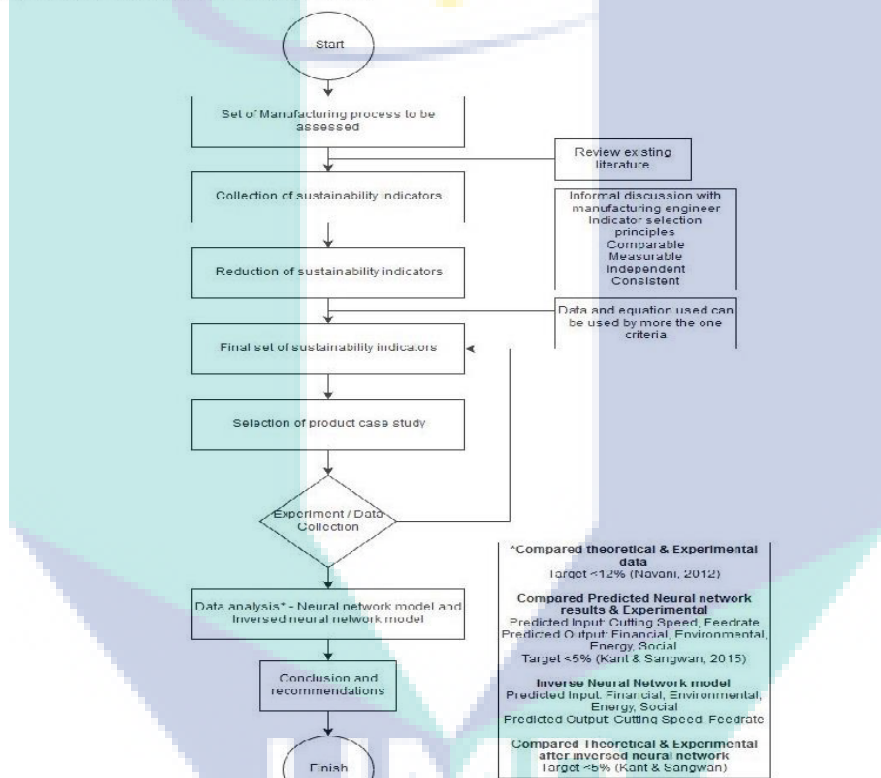 Start
Set of Manufacturing process to be
assessed
Review existing
literature
Collection of sustainability indicators
Informal discussion with
manufacturing engineer
Indicator selection
principles
Comparable
Measurable
Independent
Consistent
Reduction of sustainability indicators
Data and equation used can
be used by more the one
criteria
Final set of sustainability indicators
Selection of product case study
Experiment / Data
Collection
Data analysis* - Neural network model and
Inversed neural network model
Conclusion and
recommendations
Finish
*Compared theoretical & Experimental
data
Target <12% (Navani, 2012)
Compared Predicted Neural network
results & Experimental
Predicted Input: Cutting Speed, Feedrate
Predicted Output: Financial, Environmental,
Energy, Social
Target <5% (Kant & Sangwan, 2015)
Inverse Neural Network model
Predicted Input: Financial, Environmental,
Energy, Social
Predicted Output: Cutting Speed, Feedrate
Compared Theoretical & Experimental
after inversed neural network
Target <5% (Kant & Sangwan)